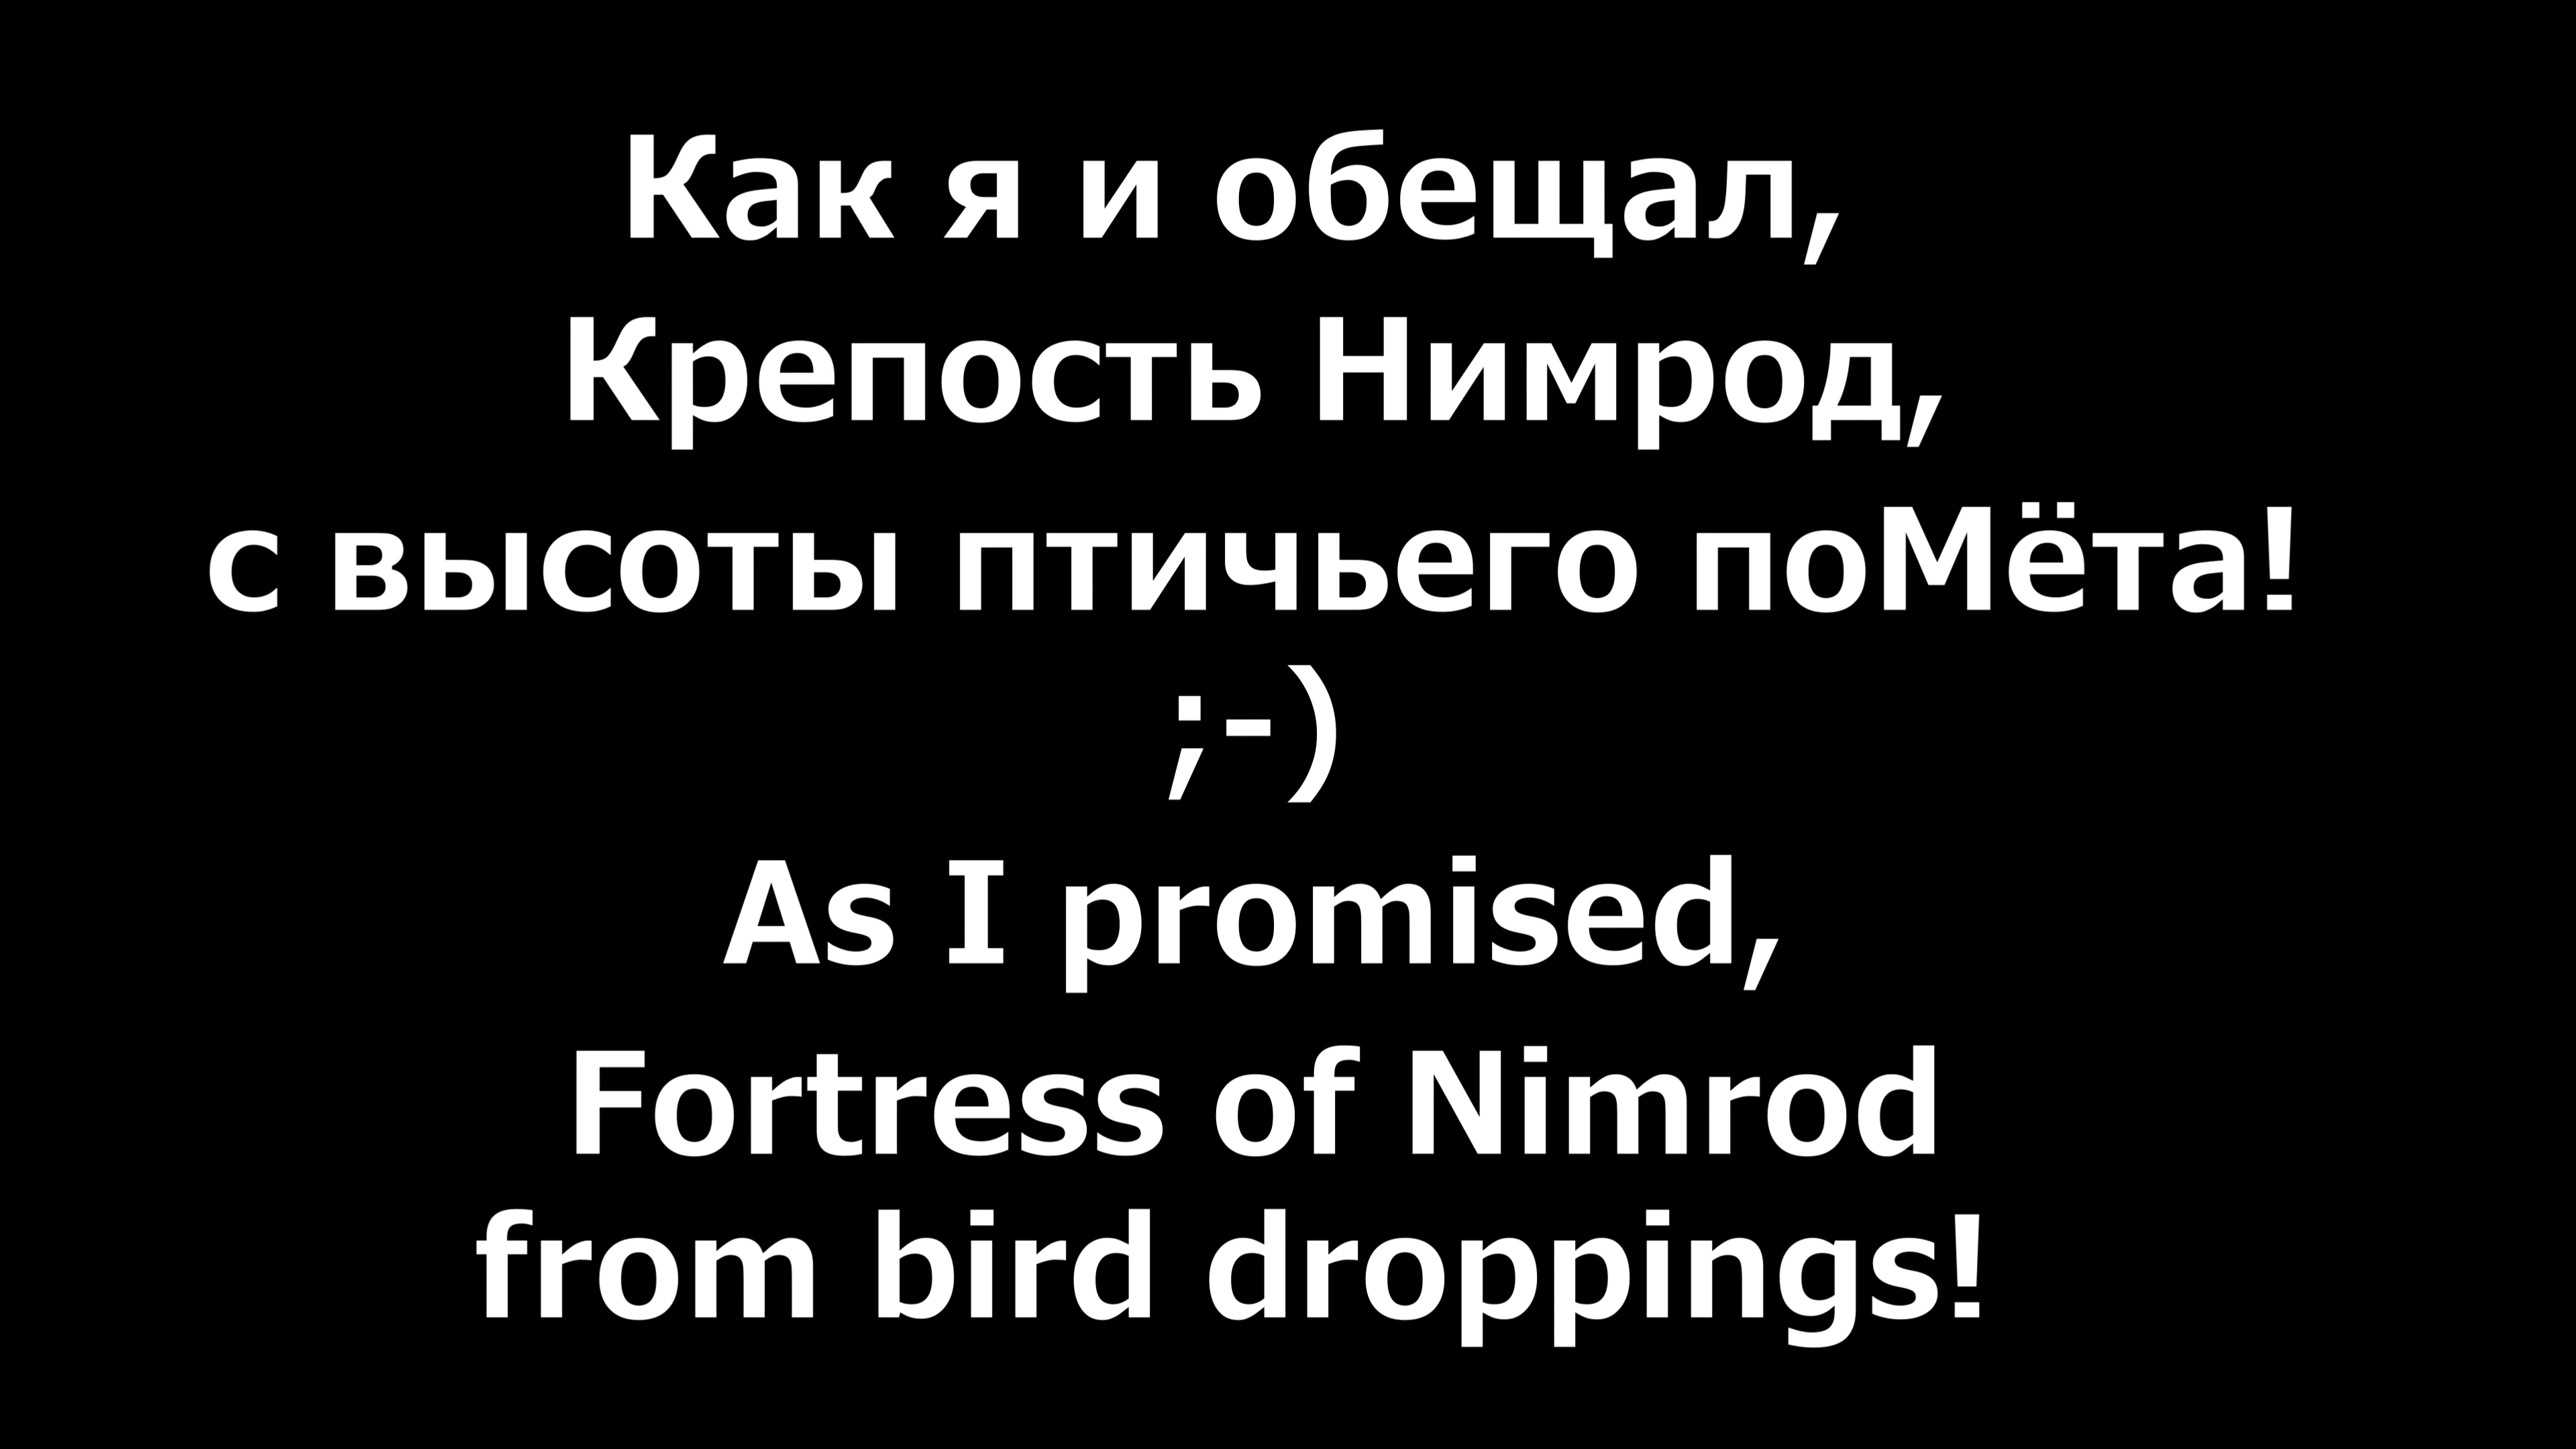 Как я и обещал,
Крепость Нимрод,
с высоты птичьего поМёта!
;-)
As I promised,
Fortress of Nimrod
from bird droppings!